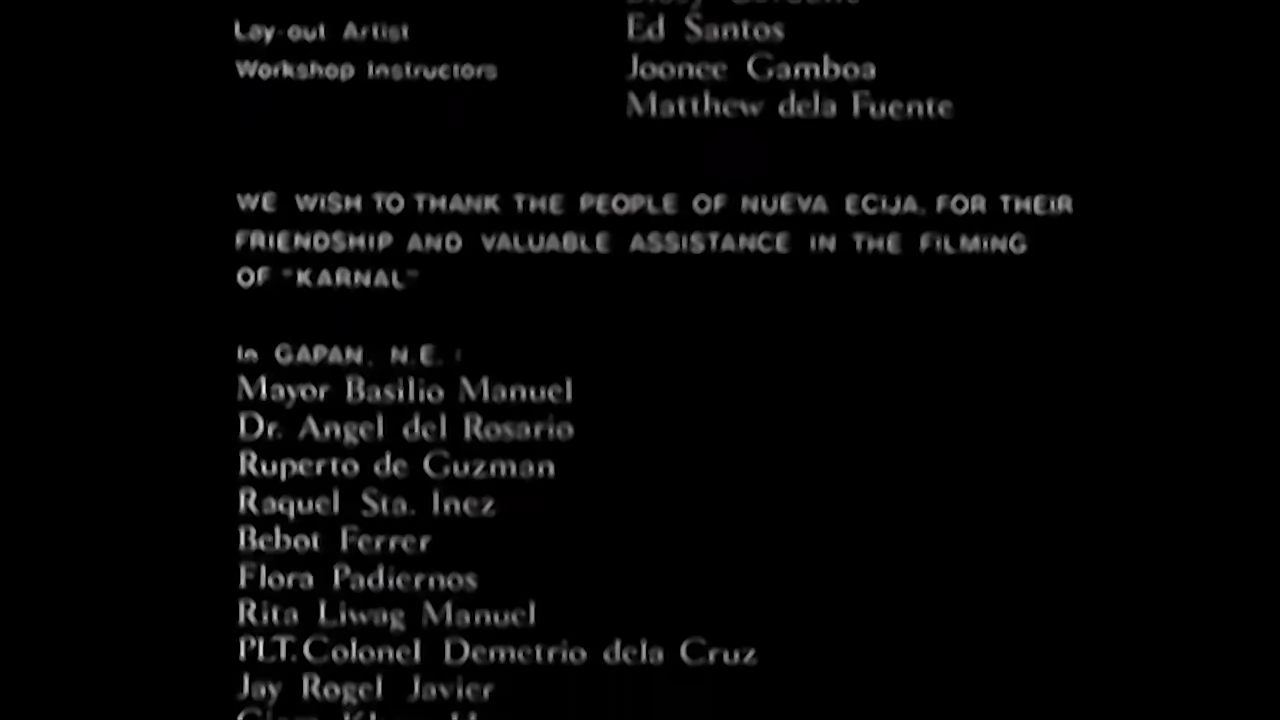 Lay-out Artist Ed Santos
Workshop Instructors Joonee Gamboa
Matthew dela Fuente
WE WISH TO THANK THE PEOPLE OF NUEVA ECIJA, FOR THEIR
FRIENDSHIP AND VALUABLE ASSISTANCE IN THE FILMING
OF "KARNAL"
In GAPAN, N.E. :
Mayor Basilio Manuel
Dr. Angel del Rosario
Ruperto de Guzman
Raquel Sta. Inez
Bebot Ferrer
Flora Padiernos
Rita Liwag Manuel
PLT. Colonel Demetrio dela Cruz
Jay Rogel Javier